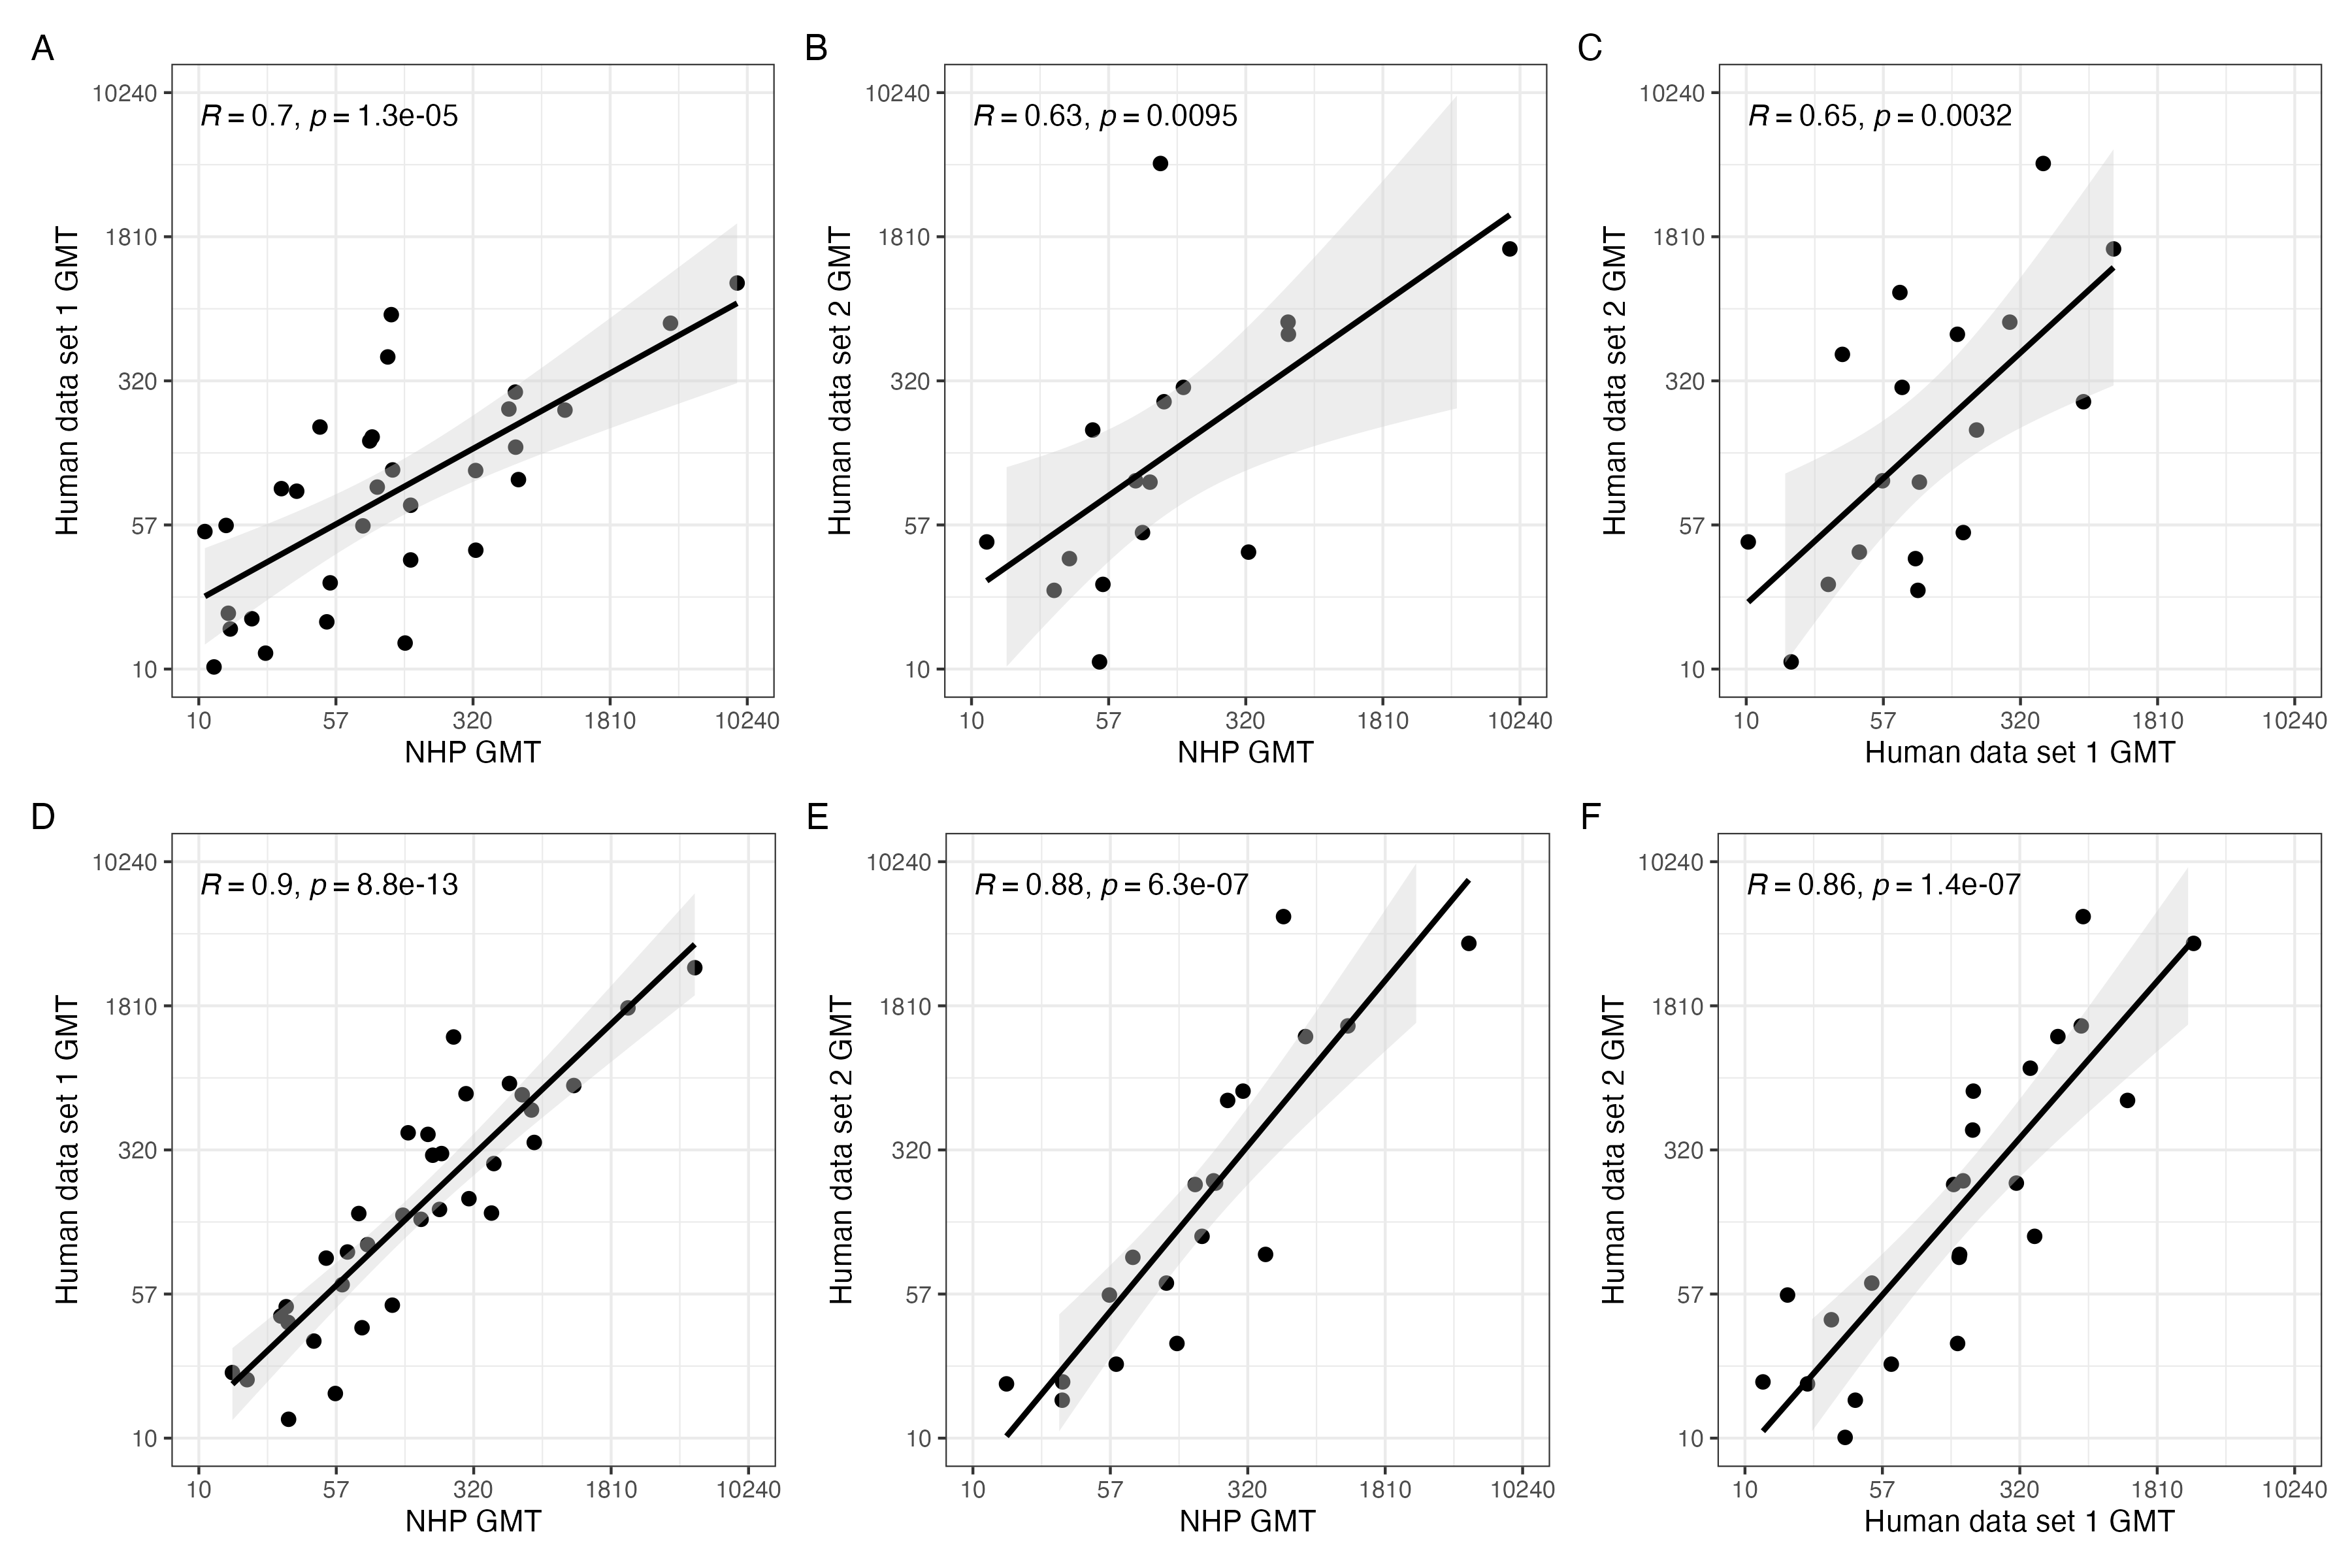 A
R = 0.7, p = 1.3e-05
10240
1810
320
57
10
Human data set 1 GMT
10 57 320 1810 10240
NHP GMT
B
R = 0.63, p = 0.0095
10240
1810
320
57
10
Human data set 2 GMT
10 57 320 1810 10240
NHP GMT
C
R = 0.65, p = 0.0032
10240
1810
320
57
10
Human data set 2 GMT
10 57 320 1810 10240
Human data set 1 GMT
D
R = 0.9, p = 8.8e-13
10240
1810
320
57
10
Human data set 1 GMT
10 57 320 1810 10240
NHP GMT
E
R = 0.88, p = 6.3e-07
10240
1810
320
57
10
Human data set 2 GMT
10 57 320 1810 10240
NHP GMT
F
R = 0.86, p = 1.4e-07
10240
1810
320
57
10
Human data set 2 GMT
10 57 320 1810 10240
Human data set 1 GMT